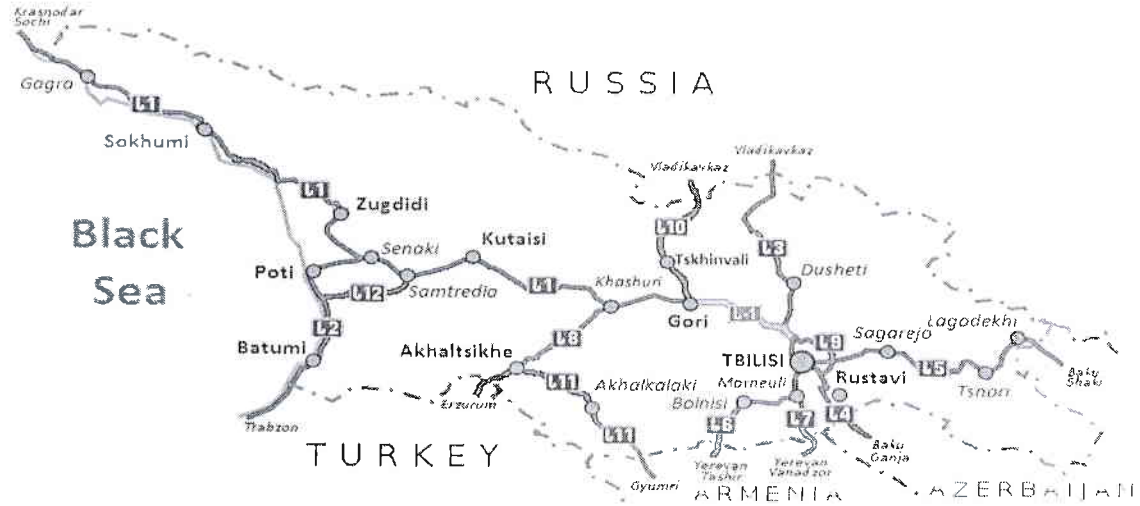 Krasnodar
Sochi
Gagra
L1
Sokhumi
RUSSIA
Vladikavkaz
Vladikavkaz
L1
Zugdidi
L10
Black
Sea
Senaki
Kutaisi
L3
Poti
Tskhinvali
Dusheti
Samtredia
L12
L1
Khashuri
Gori
L2
L8
L9
Sagarejo
Lagodekhi
Batumi
Akhaltsikhe
TBILISI
L5
L11
Rustavi
Tsnori
Baku
Shaki
Erzurum
Akhalkalaki
Bolnisi
L4
Trabzon
L6
L7
TURKEY
L11
Baku
Ganja
Yerevan
Tashir
Yerevan
Vanadzor
Gyumri
ARMENIA
AZERBAIJAN